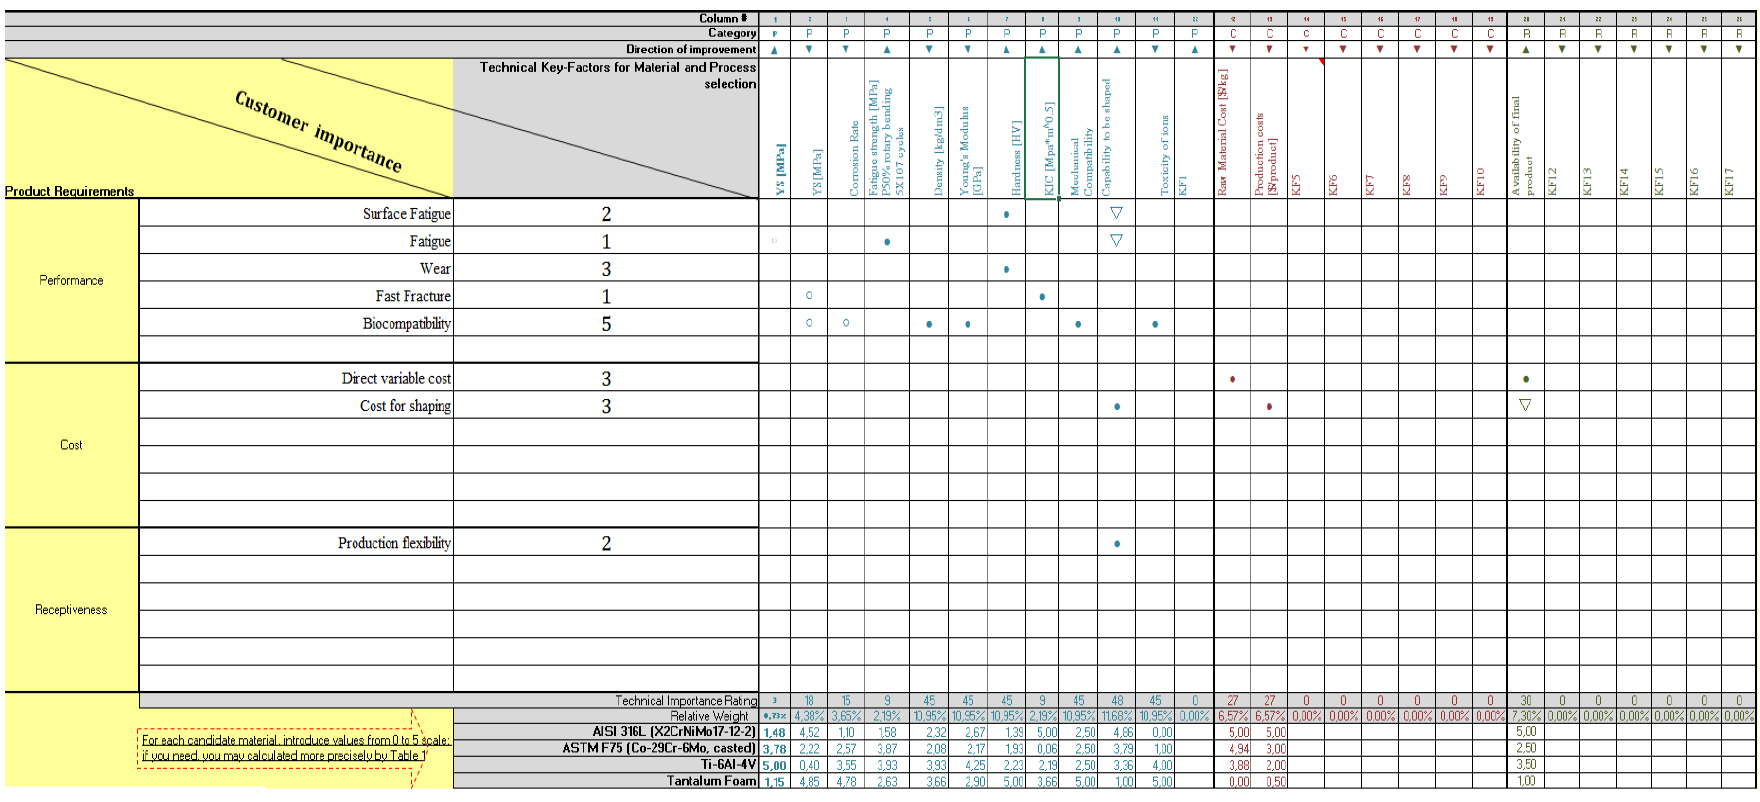 Column # 1 2 3 4 5 6 7 8 9 10 11 22 12 13 14 15 16 17 18 19 20 21 22 23 24 25 26
Category P P P P P P P P P P P P C C C C C C C C R R R R R R R
Direction of improvement ▲ ▼ ▼ ▲ ▼ ▼ ▲ ▲ ▲ ▲ ▼ ▲ ▼ ▼ ▼ ▼ ▼ ▼ ▼ ▼ ▲ ▼ ▼ ▼ ▼ ▼ ▼
Technical Key-Factors for Material and Process
selection
Customer importance
Product Requirements
YS [MPa]
YS [MPa]
Corrosion Rate
Fatigue strength [MPa]
P50% rotary bending
5X107 cycles
Density [kg/dm3]
Young's Modulus
[GPa]
Hardness [HV]
KIC [Mpa*m^0.5]
Mechanical
Compatibility
Capability to be shaped
Toxicity of ions
KF1
Raw Material Cost [$/kg]
Production costs
[$/product]
KF5
KF6
KF7
KF8
KF9
KF10
Availability of final
product
KF12
KF13
KF14
KF15
KF16
KF17
Performance
Surface Fatigue 2 ● ▽
Fatigue 1 ○ ● ▽
Wear 3 ●
Fast Fracture 1 ○ ●
Biocompatibility 5 ○ ○ ● ● ● ●
Cost
Direct variable cost 3 ● ●
Cost for shaping 3 ● ● ▽
Receptiveness
Production flexibility 2 ●
Technical Importance Rating 3 18 15 9 45 45 45 9 45 48 45 0 27 27 0 0 0 0 0 0 30 0 0 0 0 0 0
Relative Weight 0,73% 4,38% 3,65% 2,19% 10,95% 10,95% 10,95% 2,19% 10,95% 11,68% 10,95% 0,00% 6,57% 6,57% 0,00% 0,00% 0,00% 0,00% 0,00% 0,00% 7,30% 0,00% 0,00% 0,00% 0,00% 0,00% 0,00%
For each candidate material, introduce values from 0 to 5 scale;
if you need, you may calculated more precisely by Table 1
AISI 316L (X2CrNiMo17-12-2) 1,48 4,52 1,10 1,58 2,32 2,67 1,39 5,00 2,50 4,86 0,00 5,00 5,00 5,00
ASTM F75 (Co-29Cr-6Mo, casted) 3,78 2,22 2,57 3,87 2,08 2,17 1,93 0,06 2,50 3,79 1,00 4,94 3,00 2,50
Ti-6Al-4V 5,00 0,40 3,55 3,93 3,93 4,25 2,23 2,19 2,50 3,36 4,00 3,88 2,00 3,50
Tantalum Foam 1,15 4,85 4,78 2,63 3,66 2,90 5,00 3,66 5,00 1,00 5,00 0,00 0,50 1,00